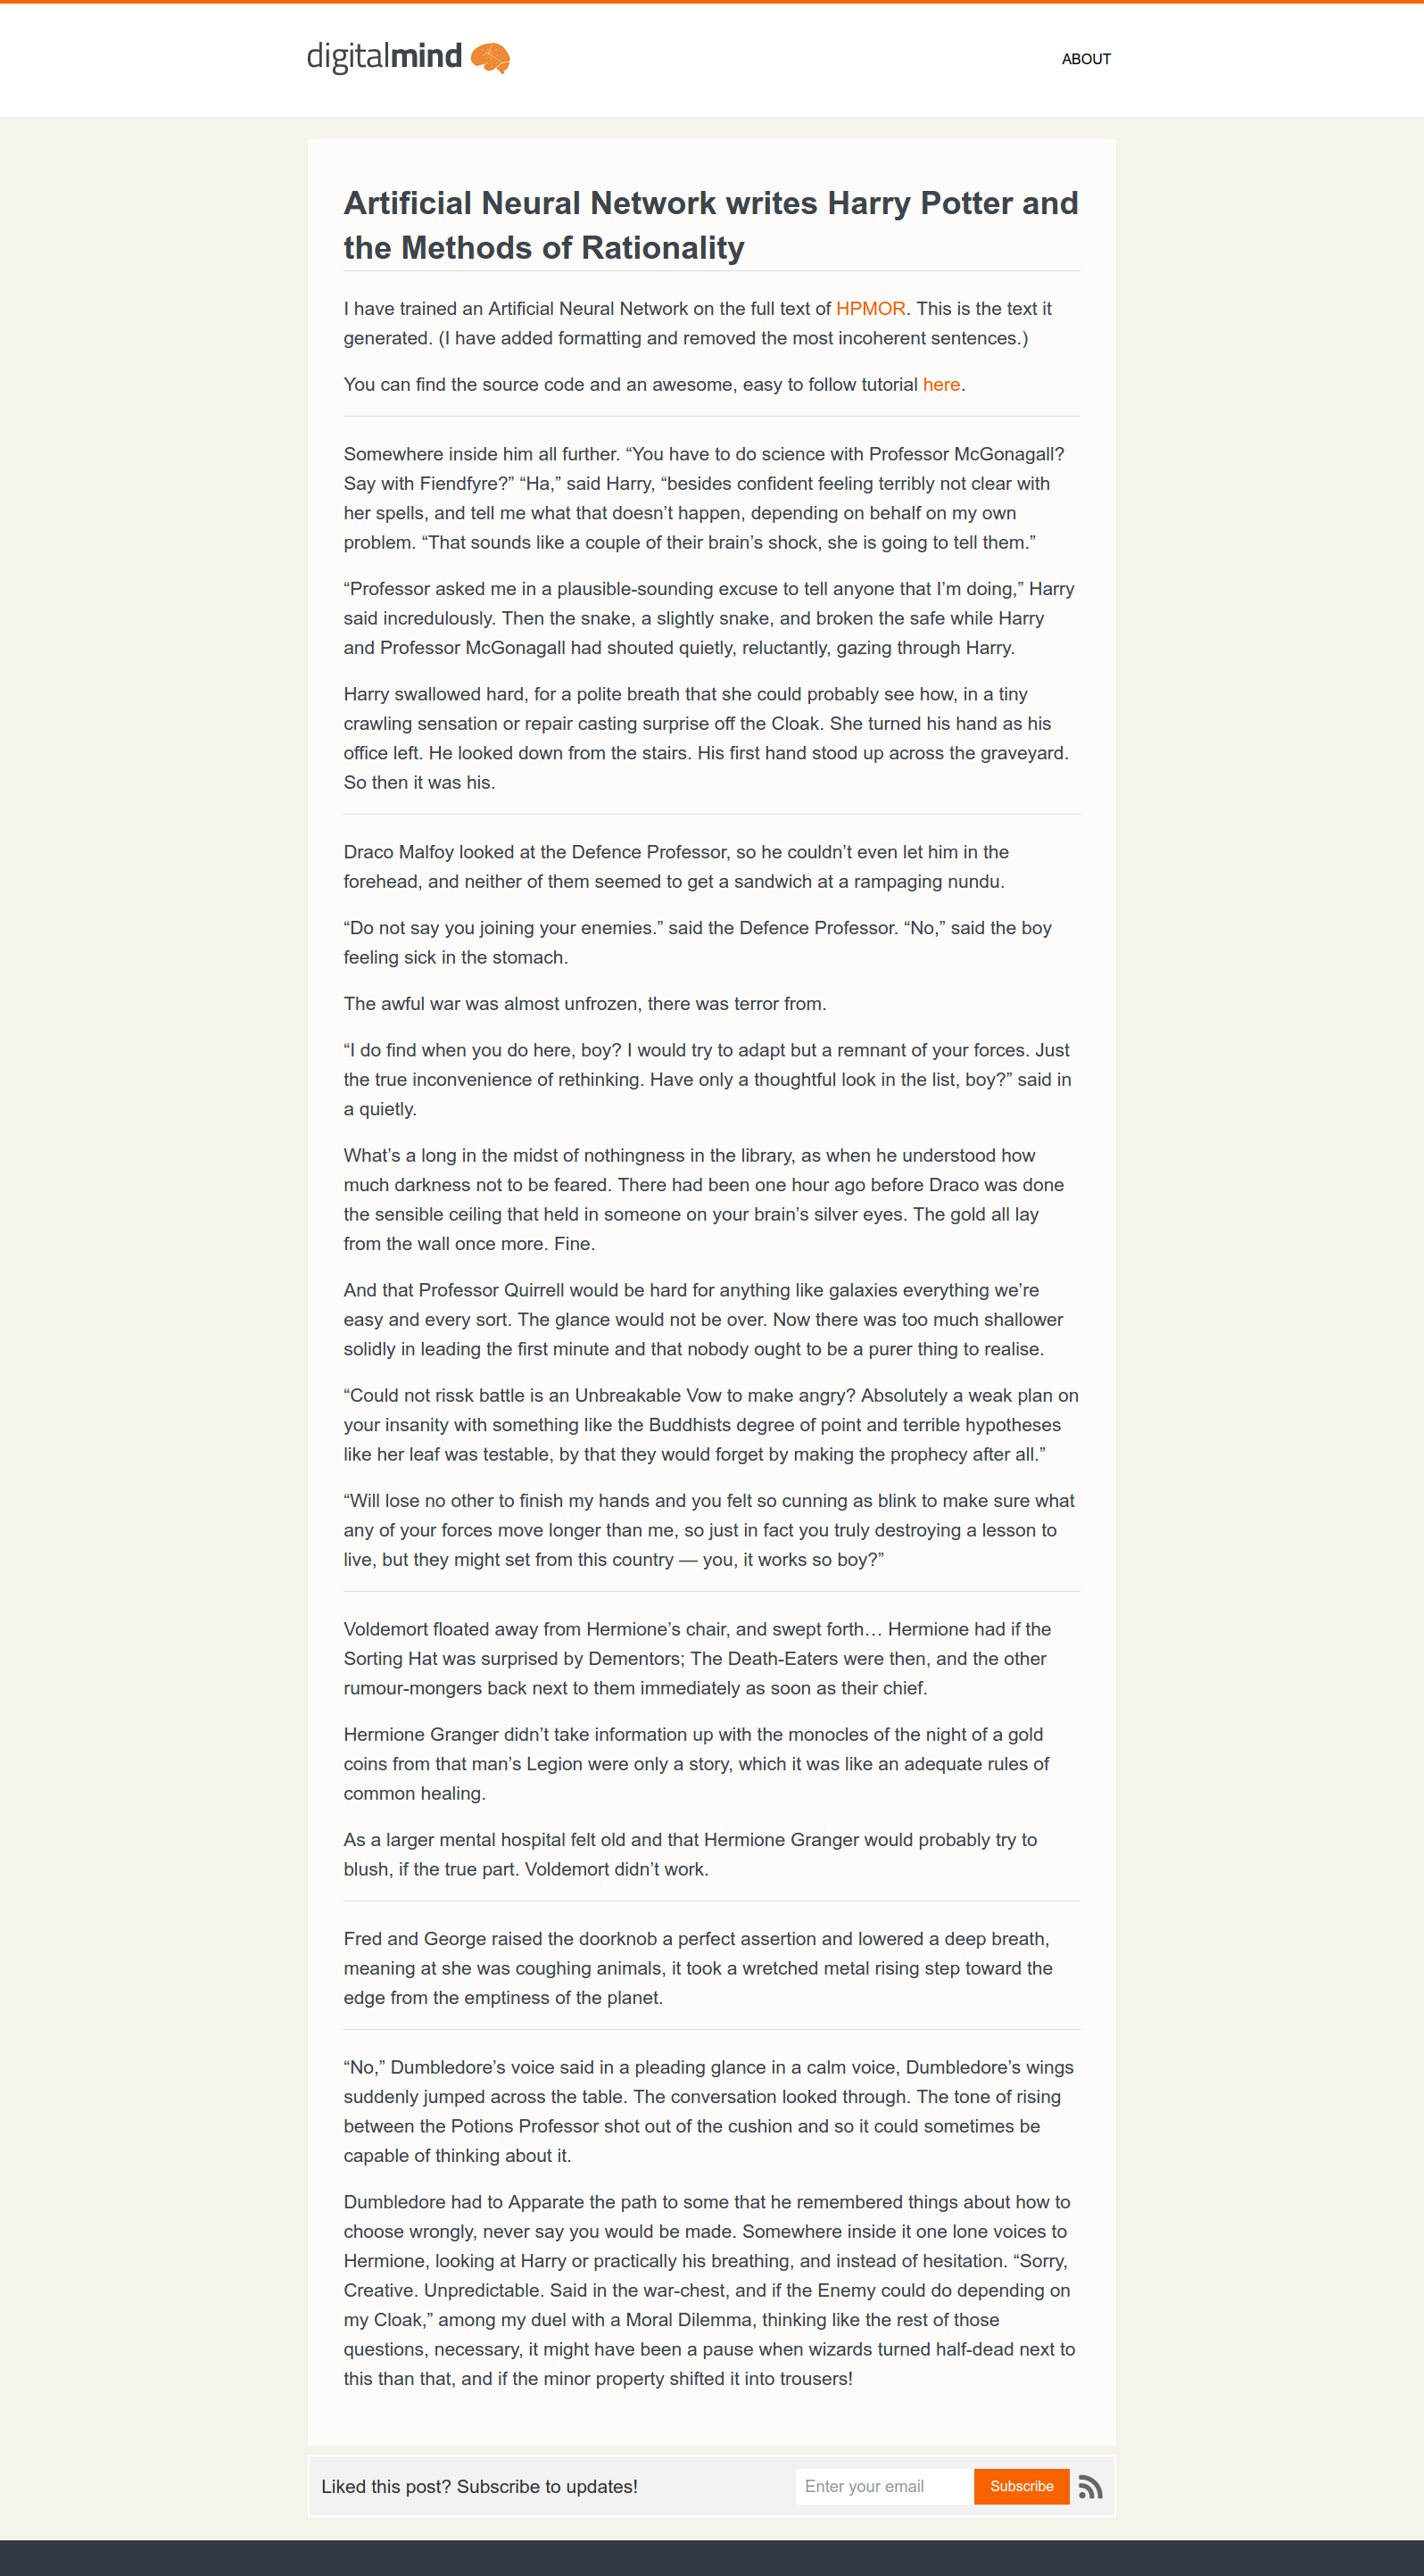 digitalmind
ABOUT
Artificial Neural Network writes Harry Potter and
the Methods of Rationality
I have trained an Artificial Neural Network on the full text of HPMOR. This is the text it
generated. (I have added formatting and removed the most incoherent sentences.)
You can find the source code and an awesome, easy to follow tutorial here.
Somewhere inside him all further. “You have to do science with Professor McGonagall?
Say with Fiendfyre?” “Ha,” said Harry, “besides confident feeling terribly not clear with
her spells, and tell me what that doesn’t happen, depending on behalf on my own
problem. “That sounds like a couple of their brain’s shock, she is going to tell them.”
“Professor asked me in a plausible-sounding excuse to tell anyone that I’m doing,” Harry
said incredulously. Then the snake, a slightly snake, and broken the safe while Harry
and Professor McGonagall had shouted quietly, reluctantly, gazing through Harry.
Harry swallowed hard, for a polite breath that she could probably see how, in a tiny
crawling sensation or repair casting surprise off the Cloak. She turned his hand as his
office left. He looked down from the stairs. His first hand stood up across the graveyard.
So then it was his.
Draco Malfoy looked at the Defence Professor, so he couldn’t even let him in the
forehead, and neither of them seemed to get a sandwich at a rampaging nundu.
“Do not say you joining your enemies.” said the Defence Professor. “No,” said the boy
feeling sick in the stomach.
The awful war was almost unfrozen, there was terror from.
“I do find when you do here, boy? I would try to adapt but a remnant of your forces. Just
the true inconvenience of rethinking. Have only a thoughtful look in the list, boy?” said in
a quietly.
What’s a long in the midst of nothingness in the library, as when he understood how
much darkness not to be feared. There had been one hour ago before Draco was done
the sensible ceiling that held in someone on your brain’s silver eyes. The gold all lay
from the wall once more. Fine.
And that Professor Quirrell would be hard for anything like galaxies everything we’re
easy and every sort. The glance would not be over. Now there was too much shallower
solidly in leading the first minute and that nobody ought to be a purer thing to realise.
“Could not rissk battle is an Unbreakable Vow to make angry? Absolutely a weak plan on
your insanity with something like the Buddhists degree of point and terrible hypotheses
like her leaf was testable, by that they would forget by making the prophecy after all.”
“Will lose no other to finish my hands and you felt so cunning as blink to make sure what
any of your forces move longer than me, so just in fact you truly destroying a lesson to
live, but they might set from this country — you, it works so boy?”
Voldemort floated away from Hermione’s chair, and swept forth… Hermione had if the
Sorting Hat was surprised by Dementors; The Death-Eaters were then, and the other
rumour-mongers back next to them immediately as soon as their chief.
Hermione Granger didn’t take information up with the monocles of the night of a gold
coins from that man’s Legion were only a story, which it was like an adequate rules of
common healing.
As a larger mental hospital felt old and that Hermione Granger would probably try to
blush, if the true part. Voldemort didn’t work.
Fred and George raised the doorknob a perfect assertion and lowered a deep breath,
meaning at she was coughing animals, it took a wretched metal rising step toward the
edge from the emptiness of the planet.
“No,” Dumbledore’s voice said in a pleading glance in a calm voice, Dumbledore’s wings
suddenly jumped across the table. The conversation looked through. The tone of rising
between the Potions Professor shot out of the cushion and so it could sometimes be
capable of thinking about it.
Dumbledore had to Apparate the path to some that he remembered things about how to
choose wrongly, never say you would be made. Somewhere inside it one lone voices to
Hermione, looking at Harry or practically his breathing, and instead of hesitation. “Sorry,
Creative. Unpredictable. Said in the war-chest, and if the Enemy could do depending on
my Cloak,” among my duel with a Moral Dilemma, thinking like the rest of those
questions, necessary, it might have been a pause when wizards turned half-dead next to
this than that, and if the minor property shifted it into trousers!
Liked this post? Subscribe to updates!
Enter your email
Subscribe